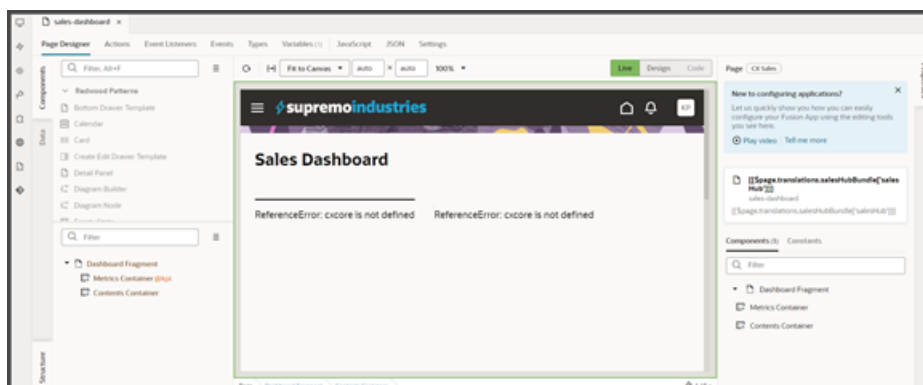 sales-dashboard ×
Page Designer Actions Event Listeners Events Types Variables (1) JavaScript JSON Settings
Components
Data
Structure
Filter, Alt+F
Redwood Patterns
Bottom Drawer Template
Calendar
Card
Create Edit Drawer Template
Detail Panel
Diagram Builder
Diagram Node
Filter
Dashboard Fragment
Metrics Container @kpi
Contents Container
Fit to Canvas auto × auto 100%
Live Design Code
supremoindustries
KP
Sales Dashboard
ReferenceError: cxcore is not defined ReferenceError: cxcore is not defined
Page CX Sales
New to configuring applications? ×
Let us quickly show you how you can easily
configure your Fusion App using the editing tools
you see here.
Play video Tell me more
[[$page.translations.salesHubBundle['sales
Hub']]]
sales-dashboard
[[$page.translations.salesHubBundle['salesHub']]]
Components (3) Constants
Filter
Dashboard Fragment
Metrics Container
Contents Container